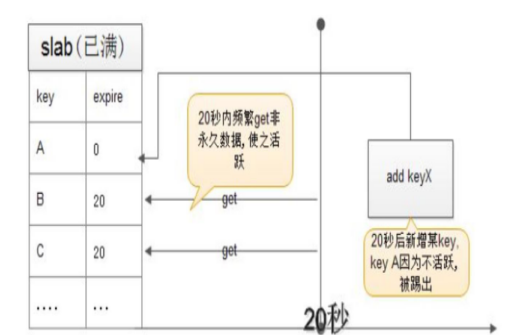 slab(已满)
key expire
A 0
B 20
C 20
.... ...
20秒内频繁get非
永久数据,使之活
跃
get
get
add keyX
20秒后新增某key,
key A因为不活跃,
被踢出
20秒